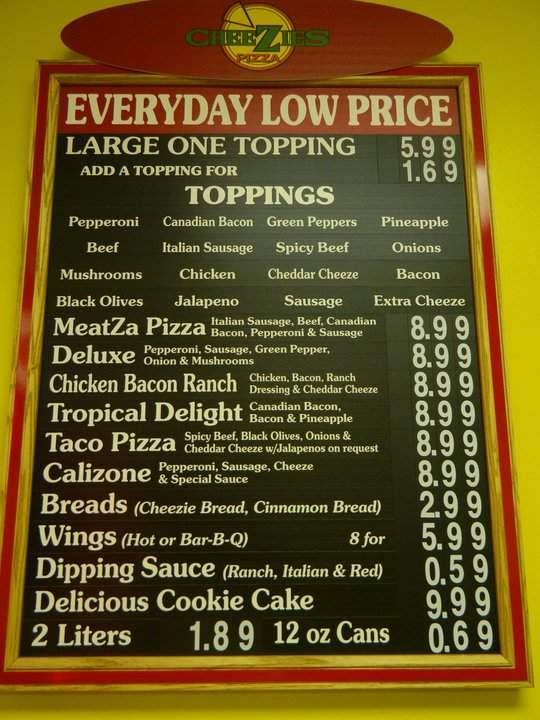 CHEEZIES
PIZZA
EVERYDAY LOW PRICE
LARGE ONE TOPPING 5.99
ADD A TOPPING FOR 1.69
TOPPINGS
Pepperoni Canadian Bacon Green Peppers Pineapple
Beef Italian Sausage Spicy Beef Onions
Mushrooms Chicken Cheddar Cheeze Bacon
Black Olives Jalapeno Sausage Extra Cheeze
MeatZa Pizza Italian Sausage, Beef, Canadian Bacon, Pepperoni & Sausage 8.99
Deluxe Pepperoni, Sausage, Green Pepper, Onion & Mushrooms 8.99
Chicken Bacon Ranch Chicken, Bacon, Ranch Dressing & Cheddar Cheeze 8.99
Tropical Delight Canadian Bacon, Bacon & Pineapple 8.99
Taco Pizza Spicy Beef, Black Olives, Onions & Cheddar Cheeze w/Jalapenos on request 8.99
Calizone Pepperoni, Sausage, Cheeze & Special Sauce 8.99
Breads (Cheezie Bread, Cinnamon Bread) 2.99
Wings (Hot or Bar-B-Q) 8 for 5.99
Dipping Sauce (Ranch, Italian & Red) 0.59
Delicious Cookie Cake 9.99
2 Liters 1.89 12 oz Cans 0.69